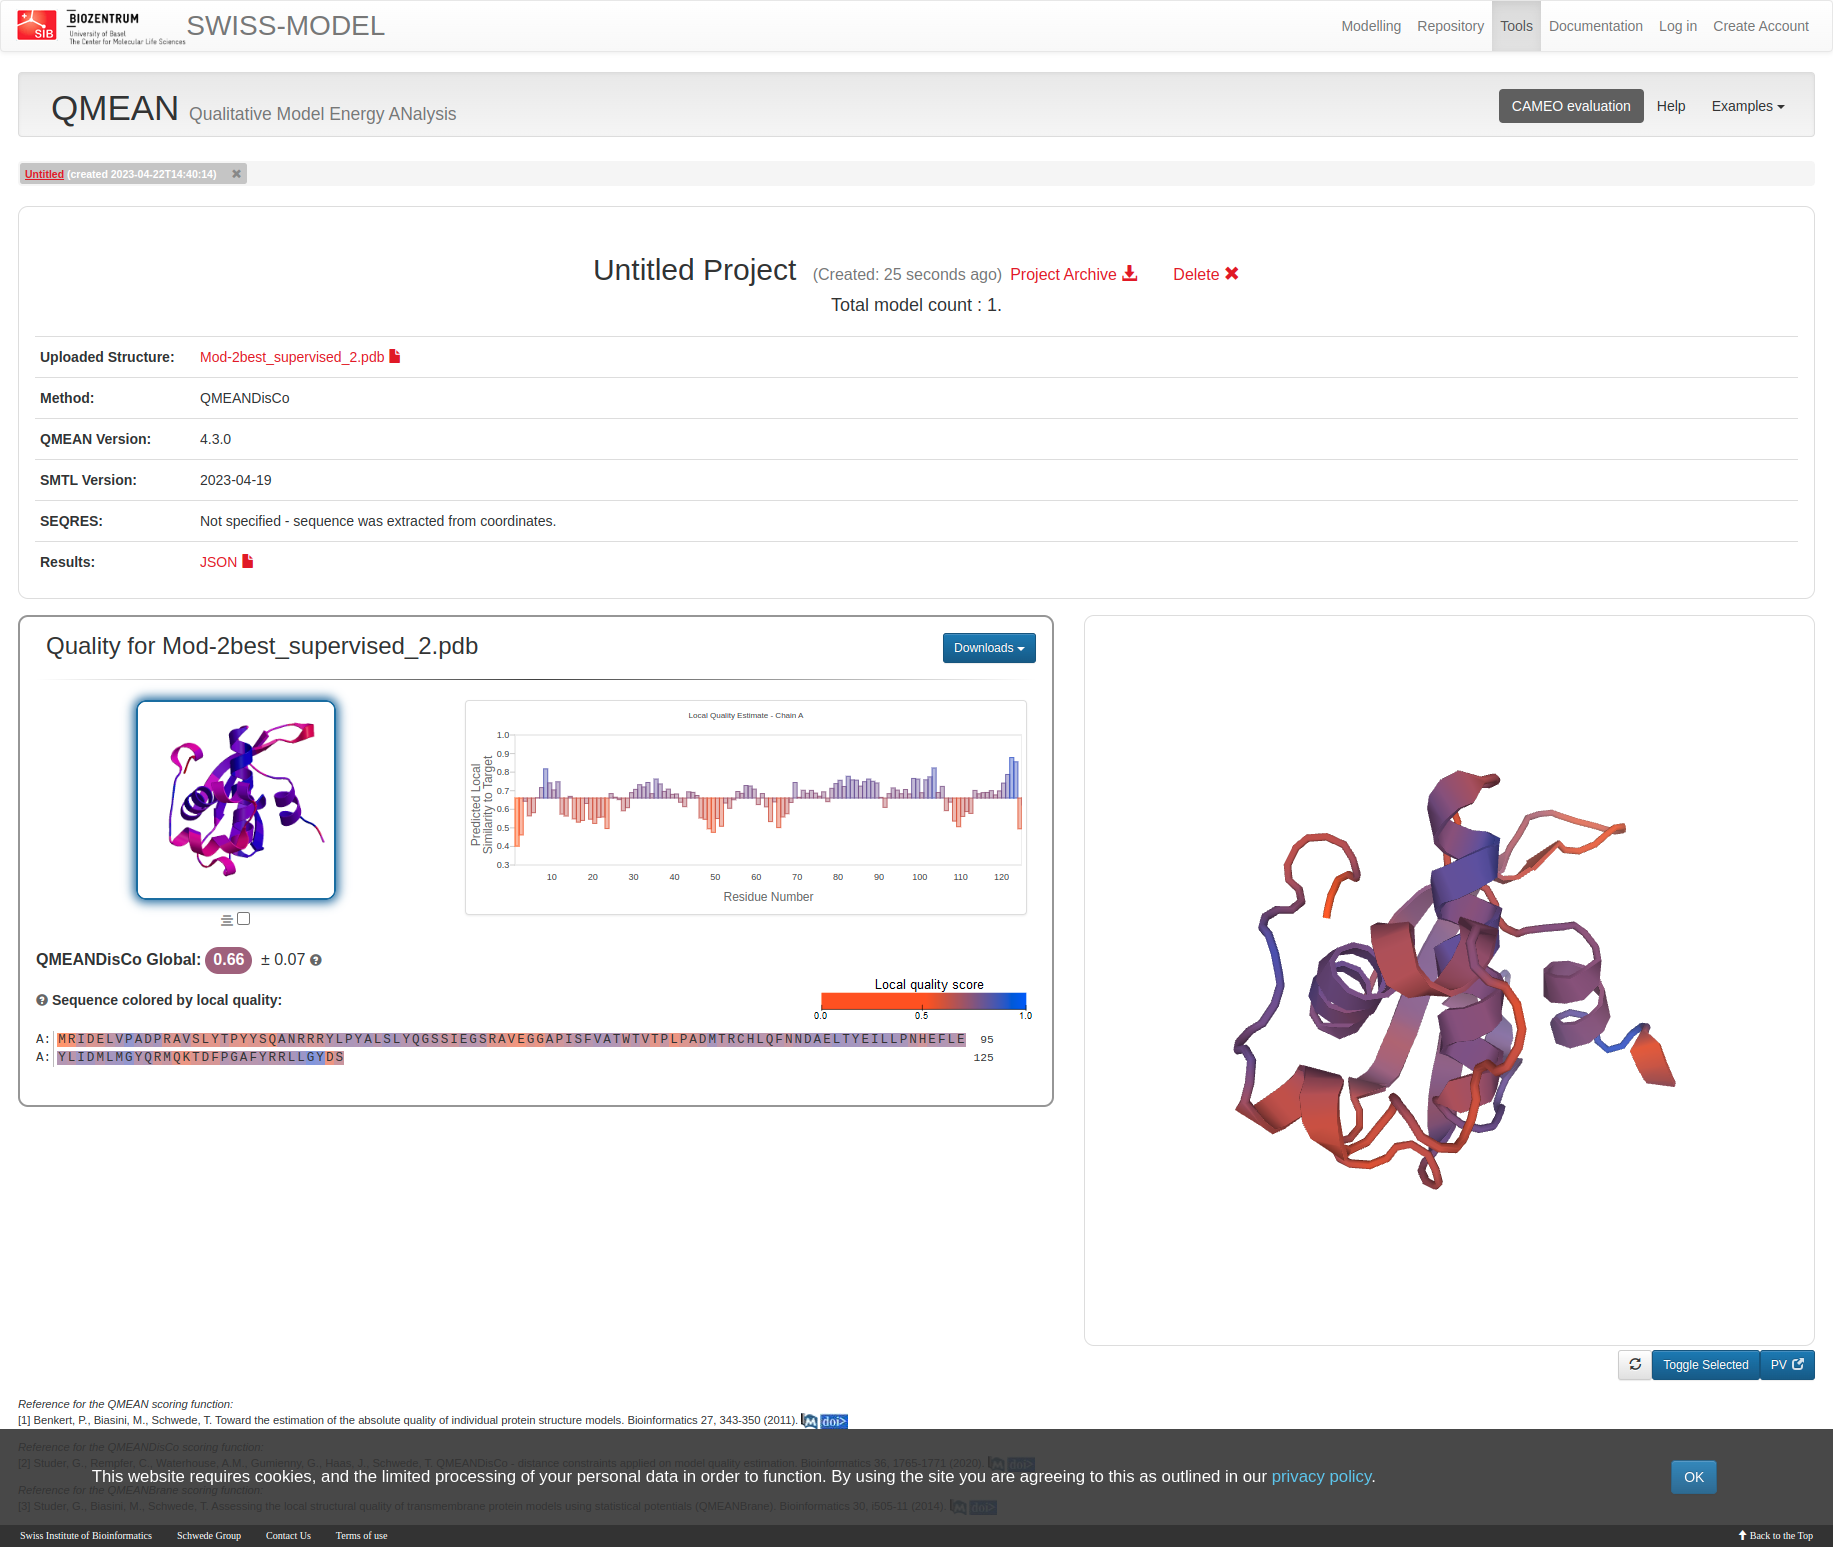 SIB BIOZENTRUM University of Basel The Center for Molecular Life Sciences SWISS-MODEL Modelling Repository Tools Documentation Log in Create Account
QMEAN Qualitative Model Energy ANalysis CAMEO evaluation Help Examples
Untitled (created 2023-04-22T14:40:14)
Untitled Project (Created: 25 seconds ago) Project Archive Delete
Total model count : 1.
Uploaded Structure: Mod-2best_supervised_2.pdb
Method: QMEANDisCo
QMEAN Version: 4.3.0
SMTL Version: 2023-04-19
SEQRES: Not specified - sequence was extracted from coordinates.
Results: JSON
Quality for Mod-2best_supervised_2.pdb Downloads
Local Quality Estimate - Chain A
Predicted Local
Similarity to Target
1.0
0.9
0.8
0.7
0.6
0.5
0.4
0.3
10 20 30 40 50 60 70 80 90 100 110 120
Residue Number
QMEANDisCo Global: 0.66 ± 0.07
Local quality score
Sequence colored by local quality:
0.0 0.5 1.0
A: MRIDELVPADPRAVSLYTPYYSQANRRRYLPYALSLYQGSSIEGSRAVEGGAPISFVATWTVTPLPADMTRCHLQFNNDAELTYEILLPNHEFLE 95
A: YLIDMLMGYQRMQKTDFPGAFYRRLLGYDS 125
Toggle Selected PV
Reference for the QMEAN scoring function:
[1] Benkert, P., Biasini, M., Schwede, T. Toward the estimation of the absolute quality of individual protein structure models. Bioinformatics 27, 343-350 (2011). M doi>
Reference for the QMEANDisCo scoring function:
[2] Studer, G., Rempfer, C., Waterhouse, A.M., Gumienny, G., Haas, J., Schwede, T. QMEANDisCo - distance constraints applied on model quality estimation. Bioinformatics 36, 1765-1771 (2020). M doi>
This website requires cookies, and the limited processing of your personal data in order to function. By using the site you are agreeing to this as outlined in our privacy policy. OK
Reference for the QMEANBrane scoring function:
[3] Studer, G., Biasini, M., Schwede, T. Assessing the local structural quality of transmembrane protein models using statistical potentials (QMEANBrane). Bioinformatics 30, i505-11 (2014). M doi>
Swiss Institute of Bioinformatics Schwede Group Contact Us Terms of use Back to the Top